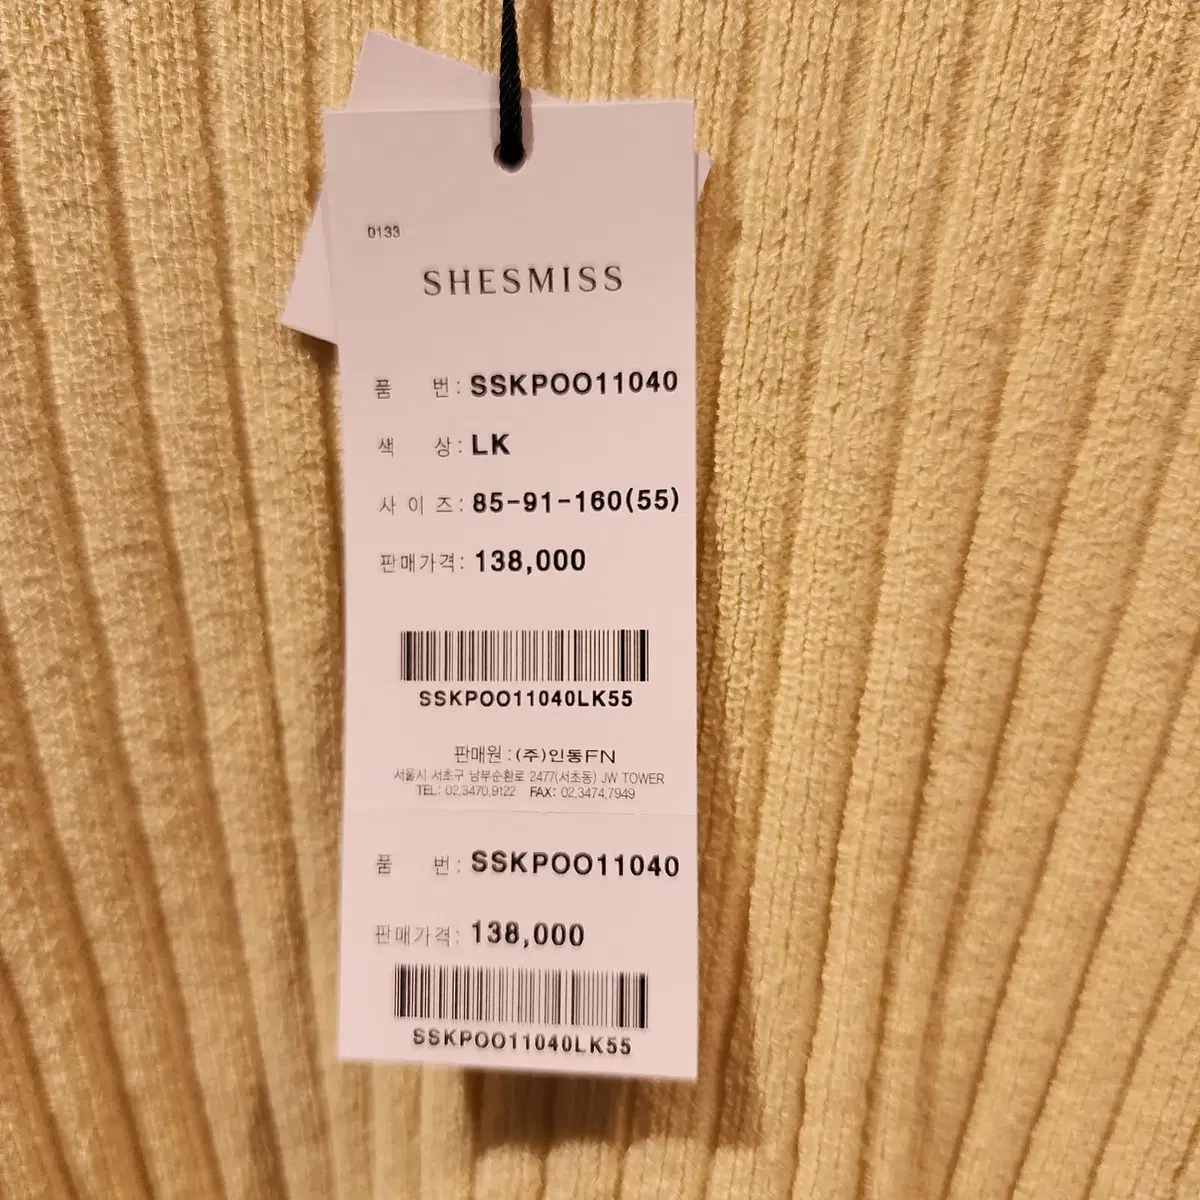 D133
SHESMISS
품 번: SSKPOO11040
색 상: LK
사 이 즈: 85-91-160(55)
판매가격: 138,000
SSKPOO11040LK55
판매원 : (주)인동FN
서울시 서초구 남부순환로 2477(서초동) JW TOWER
TEL: 02.3470.9122 FAX: 02.3474.7949
품 번: SSKPOO11040
판매가격: 138,000
SSKPOO11040LK55